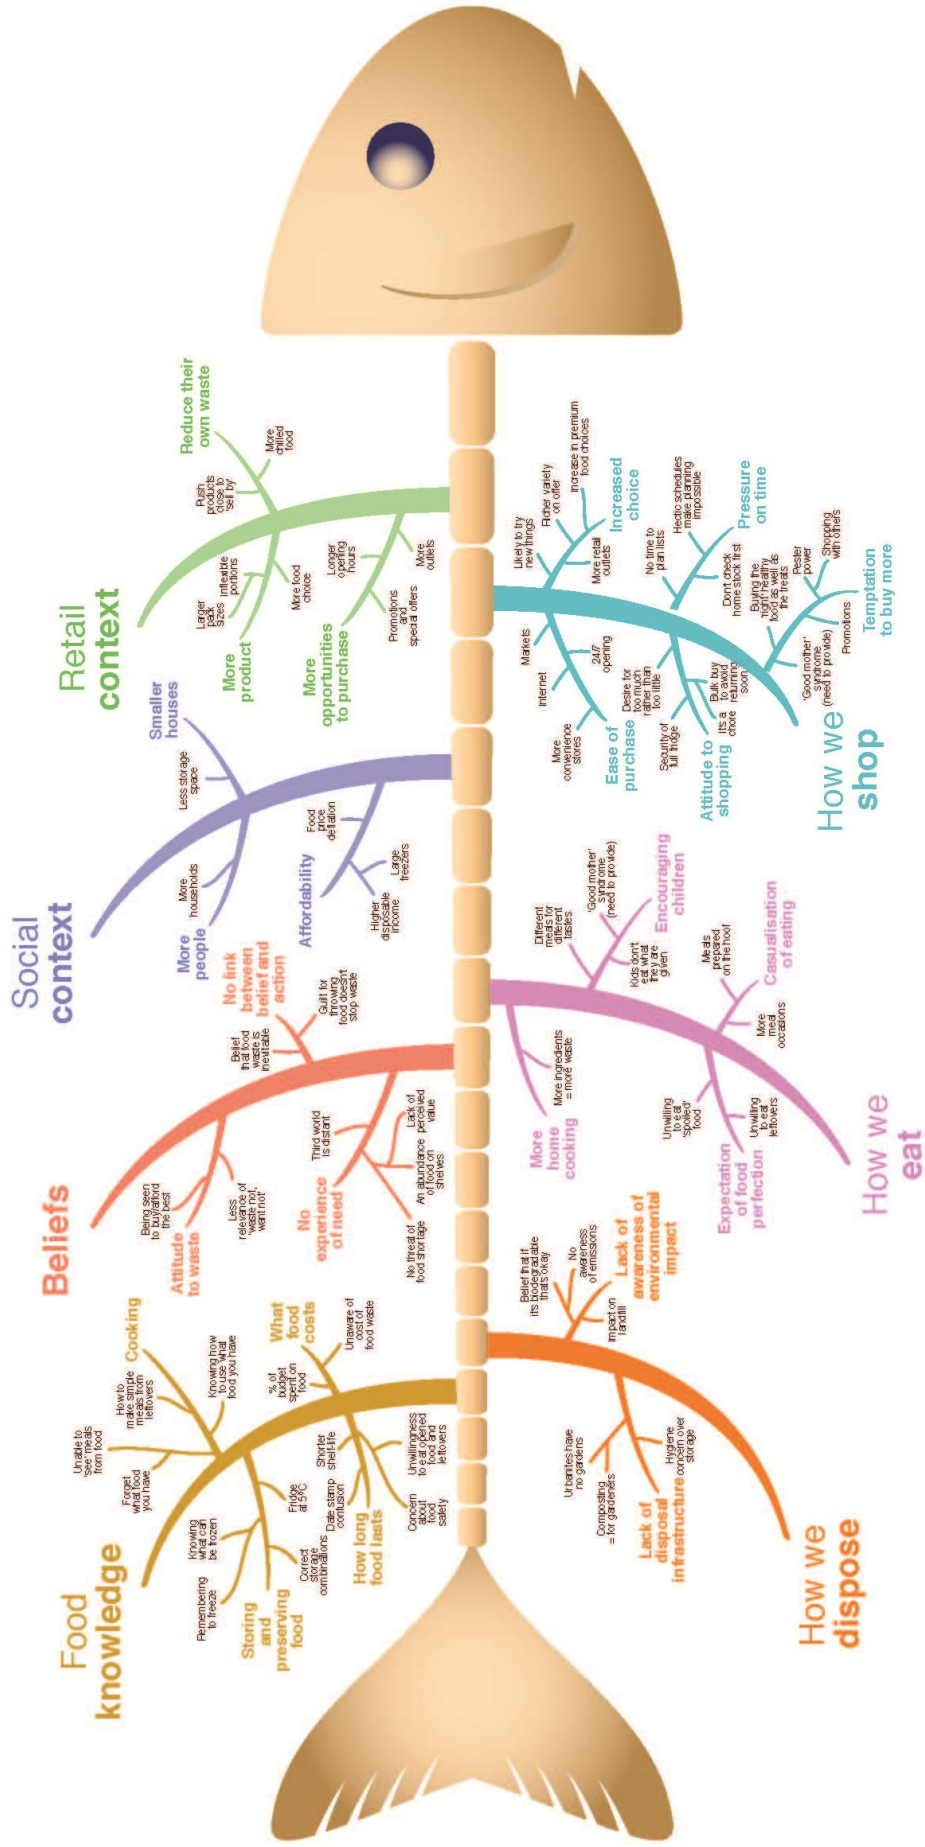 Food
knowledge
Cooking
Unable to
'see' meals
from food
How to
make simple
meals from
leftovers
Forget
what food
you have
Knowing how
to use what
food you have
Storing
and
preserving
food
Remembering
to freeze
Knowing
what can
be frozen
Fridge
at 5ºC
Correct
storage
combinations
What
food
costs
% of
budget
spent on
food
Unaware of
cost of
food waste
How long
food lasts
Shorter
shelf-life
Date stamp
confusion
Concern
about
food
safety
Unwillingness
to eat opened
food and
leftovers
Beliefs
Attitude
to waste
Being seen
to buy/afford
the best
Less
relevance of
'waste not,
want not'
No link
between
belief and
action
Belief
that food
waste is
inevitable
Guilt for
throwing
food doesn't
stop waste
No
experience
of need
Third world
is distant
Lack of
perceived
value
An abundance
of food on
shelves
No threat of
food shortage
Social
context
Smaller
houses
Less storage
space
More
people
More
households
Affordability
Food
price
deflation
Higher
disposable
income
Large
freezers
Retail
context
Reduce their
own waste
Push
products
close to
'sell by'
More
chilled
food
More
product
Larger
pack
sizes
Inflexible
portions
More food
choice
More
opportunities
to purchase
Longer
opening
hours
Promotions
and
special offers
More
outlets
How we
dispose
Lack of
awareness of
environmental
impact
Belief that if
it's biodegradable
that's okay
No
awareness
of emissions
Impact on
landfill
Lack of
disposal
infrastructure
Urbanites have
no gardens
Composting
= for gardeners
Hygiene
concern over
storage
How we
eat
More
home
cooking
More ingredients
= more waste
Encouraging
children
Different
meals for
different
tastes
'Good mother'
syndrome
(need to provide)
Kids don't
eat what
they are
given
Expectation
of food
perfection
Unwilling
to eat
'spoiled'
food
Unwilling
to eat
leftovers
Casualisation
of eating
Meals
prepared
on the hoof
More
meal
occasions
How we
shop
Ease of
purchase
Markets
Internet
More
convenience
stores
24/7
opening
Increased
choice
Likely to try
new things
Richer variety
on offer
Increase in premium
food choices
More retail
outlets
Attitude to
shopping
Desire for
too much
rather than
too little
Security of
full fridge
It's a
chore
Bulk buy
to avoid
returning
soon
Pressure
on time
No time to
plan lists
Hectic schedules
make planning
impossible
Don't check
home stock first
Temptation
to buy more
Buying the
'right' healthy
food as well as
the treats
Pester
power
Shopping
with others
Promotions
'Good mother'
syndrome
(need to provide)